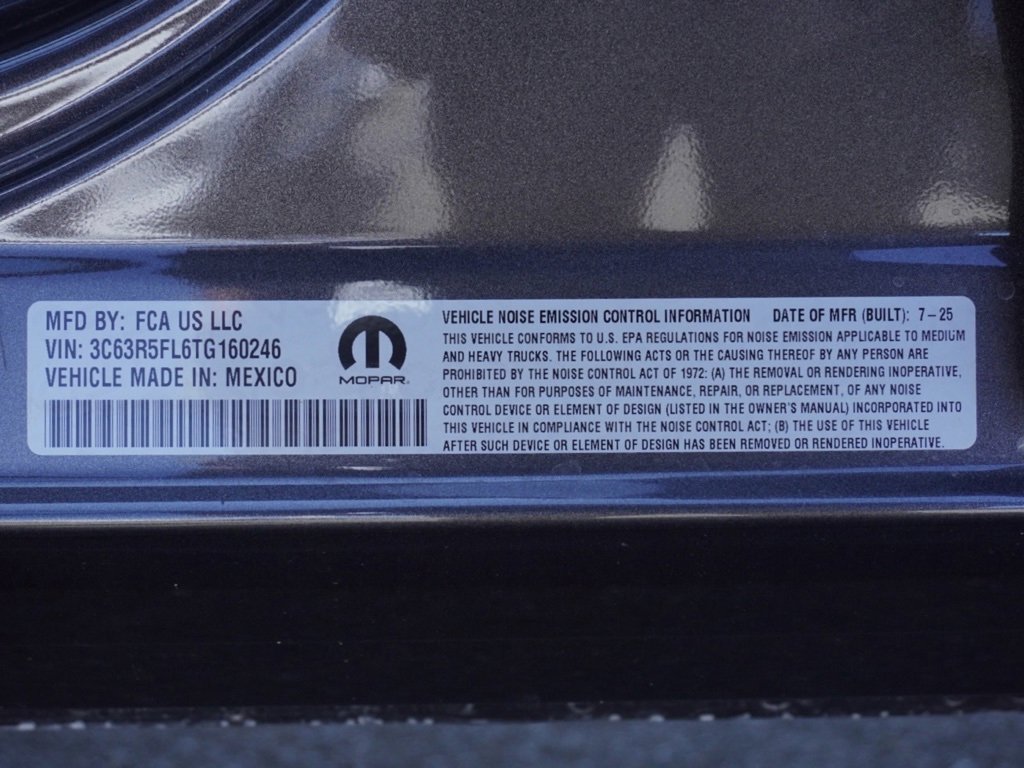 MFD BY: FCA US LLC
VIN: 3C63R5FL6TG160246
VEHICLE MADE IN: MEXICO
MOPAR
VEHICLE NOISE EMISSION CONTROL INFORMATION DATE OF MFR (BUILT): 7-25
THIS VEHICLE CONFORMS TO U.S. EPA REGULATIONS FOR NOISE EMISSION APPLICABLE TO MEDIUM
AND HEAVY TRUCKS. THE FOLLOWING ACTS OR THE CAUSING THEREOF BY ANY PERSON ARE
PROHIBITED BY THE NOISE CONTROL ACT OF 1972: (A) THE REMOVAL OR RENDERING INOPERATIVE,
OTHER THAN FOR PURPOSES OF MAINTENANCE, REPAIR, OR REPLACEMENT, OF ANY NOISE
CONTROL DEVICE OR ELEMENT OF DESIGN (LISTED IN THE OWNER'S MANUAL) INCORPORATED INTO
THIS VEHICLE IN COMPLIANCE WITH THE NOISE CONTROL ACT; (B) THE USE OF THIS VEHICLE
AFTER SUCH DEVICE OR ELEMENT OF DESIGN HAS BEEN REMOVED OR RENDERED INOPERATIVE.